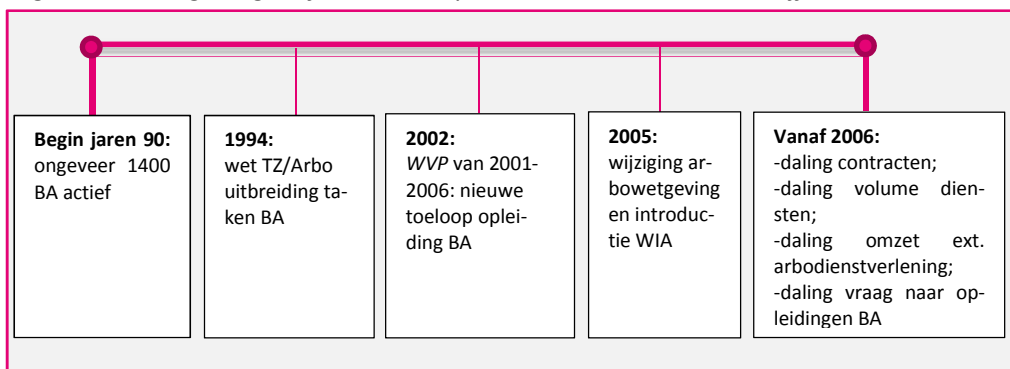 Begin jaren 90:
ongeveer 1400
BA actief
1994:
wet TZ/Arbo
uitbreiding ta-
ken BA
2002:
WVP van 2001-
2006: nieuwe
toeloop oplei-
ding BA
2005:
wijziging ar-
bowetgeving
en introduc-
tie WIA
Vanaf 2006:
-daling contracten;
-daling volume dien-
sten;
-daling omzet ext.
arbodienstverlening;
-daling vraag naar op-
leidingen BA